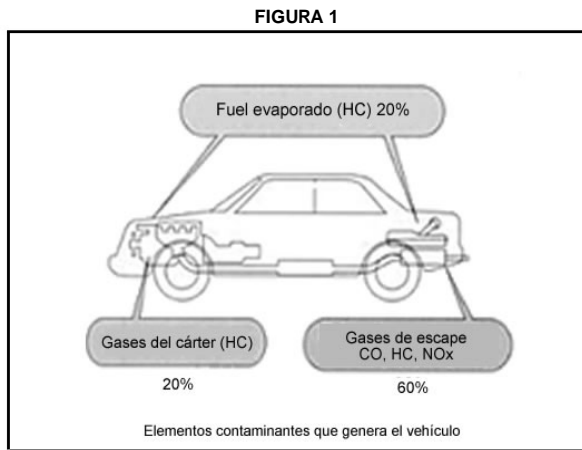 FIGURA 1
Fuel evaporado (HC) 20%
Gases del cárter (HC)
20%
Gases de escape
CO, HC, NOx
60%
Elementos contaminantes que genera el vehículo